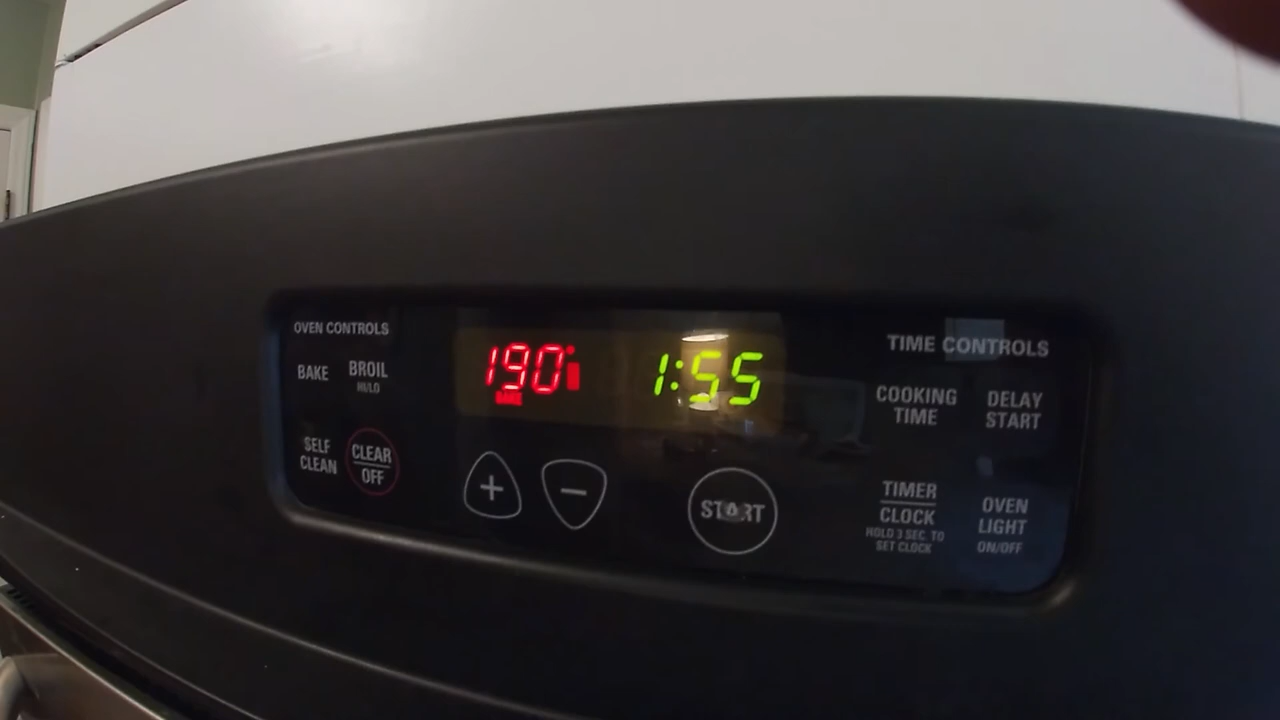 OVEN CONTROLS
BAKE
BROIL
HI/LO
SELF
CLEAN
CLEAR
OFF
190°
BAKE
1:55
+
−
START
TIME CONTROLS
COOKING
TIME
DELAY
START
TIMER
CLOCK
HOLD 3 SEC. TO
SET CLOCK
OVEN
LIGHT
ON/OFF